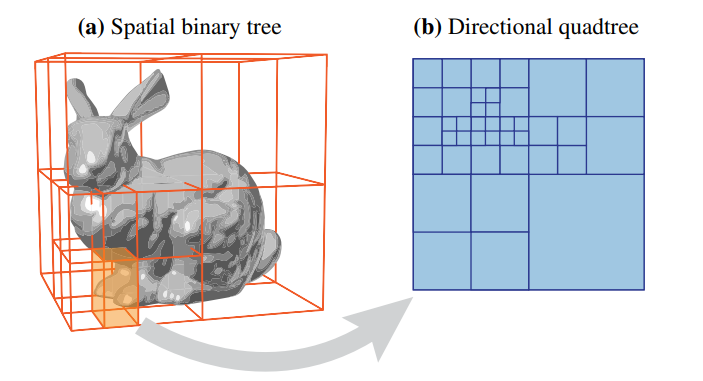 (a) Spatial binary tree
(b) Directional quadtree